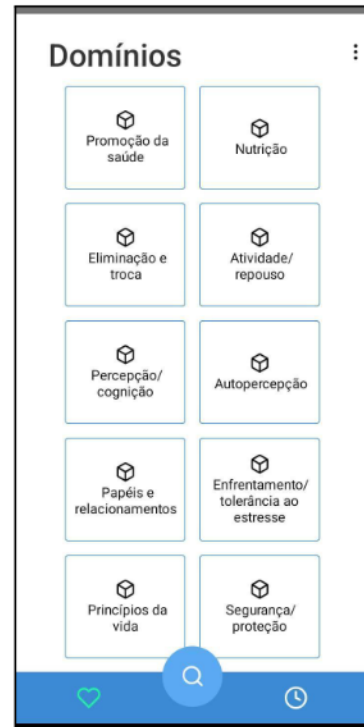 Domínios
Promoção da
saúde
Nutrição
Eliminação e
troca
Atividade/
repouso
Percepção/
cognição
Autopercepção
Papéis e
relacionamentos
Enfrentamento/
tolerância ao
estresse
Princípios da
vida
Segurança/
proteção